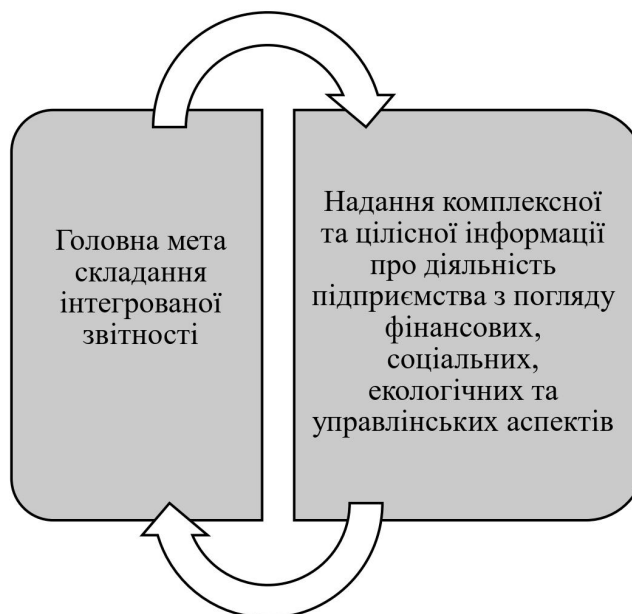 Головна мета
складання
інтегрованої
звітності
Надання комплексної
та цілісної інформації
про діяльність
підприємства з погляду
фінансових,
соціальних,
екологічних та
управлінських аспектів